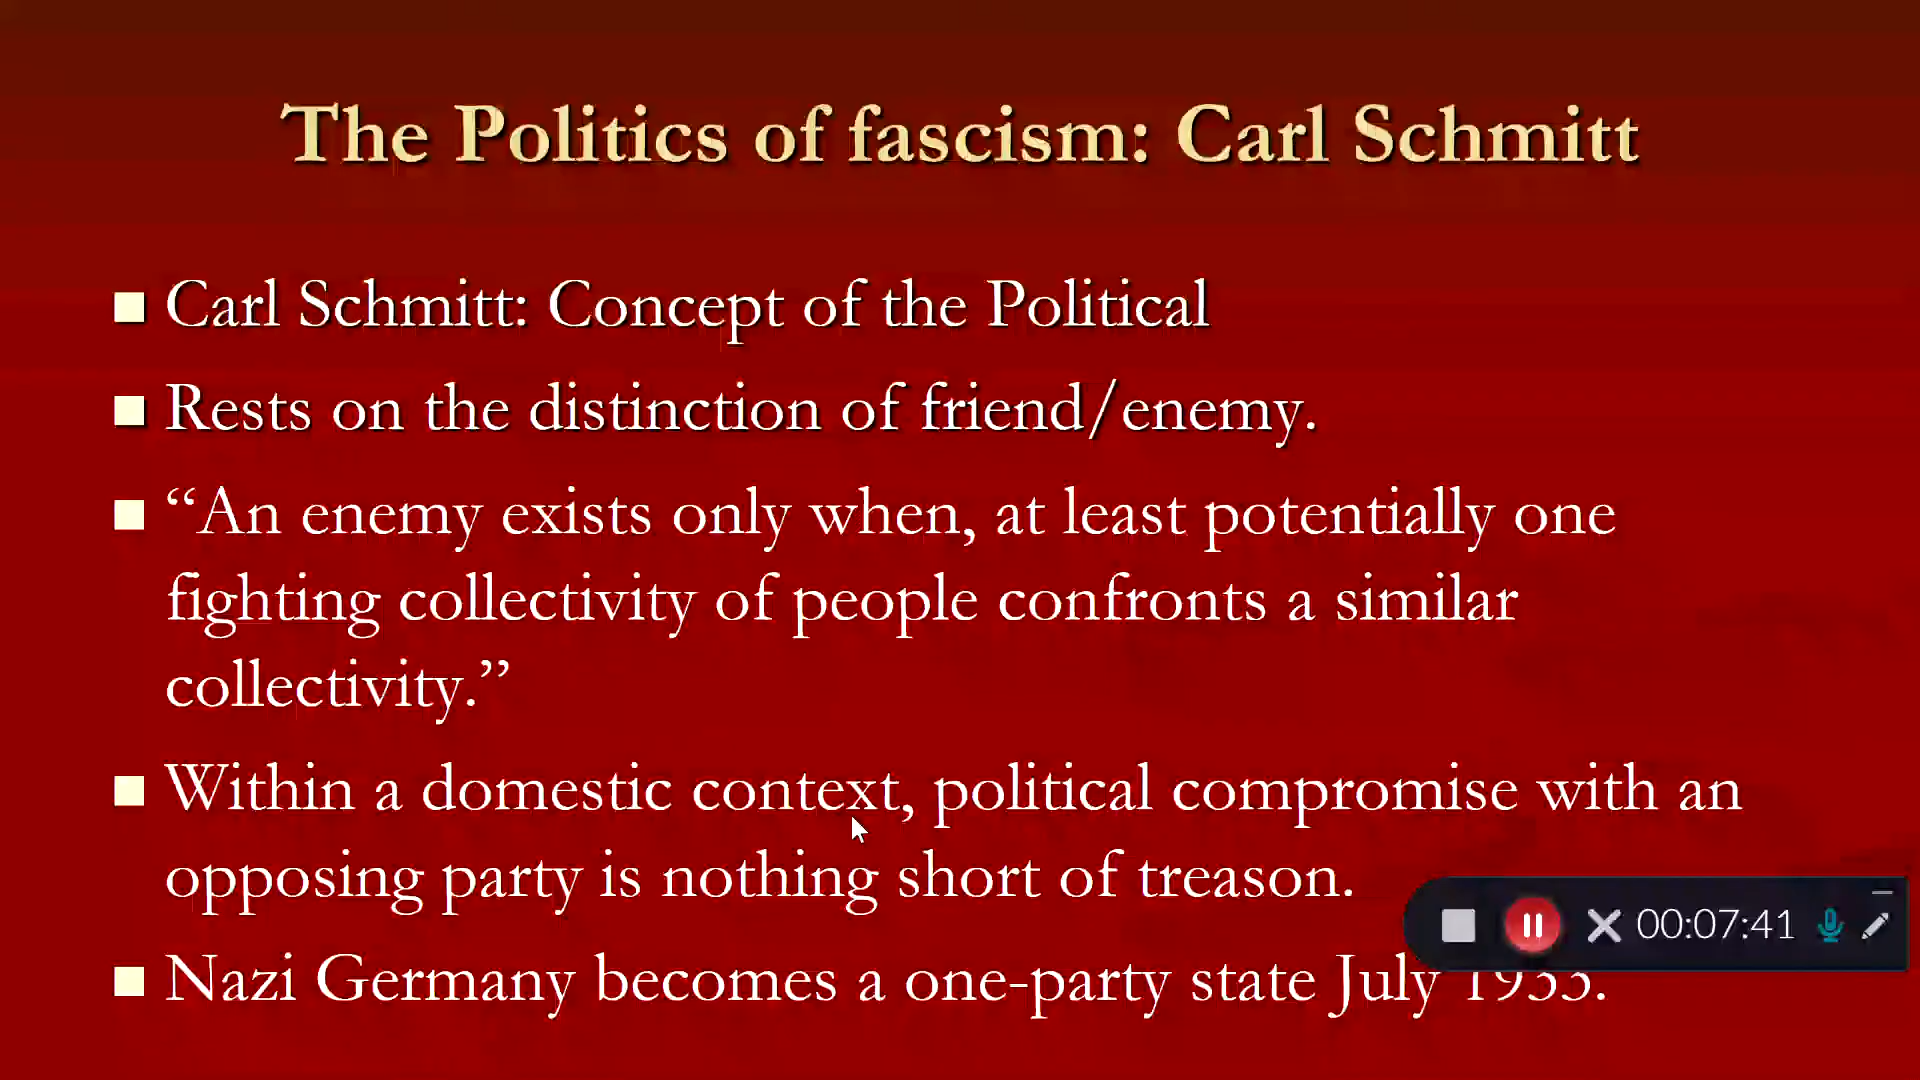 The Politics of fascism: Carl Schmitt
Carl Schmitt: Concept of the Political
Rests on the distinction of friend/enemy.
“An enemy exists only when, at least potentially one
fighting collectivity of people confronts a similar
collectivity.”
Within a domestic context, political compromise with an
opposing party is nothing short of treason.
00:07:41
Nazi Germany becomes a one-party state July 1933.